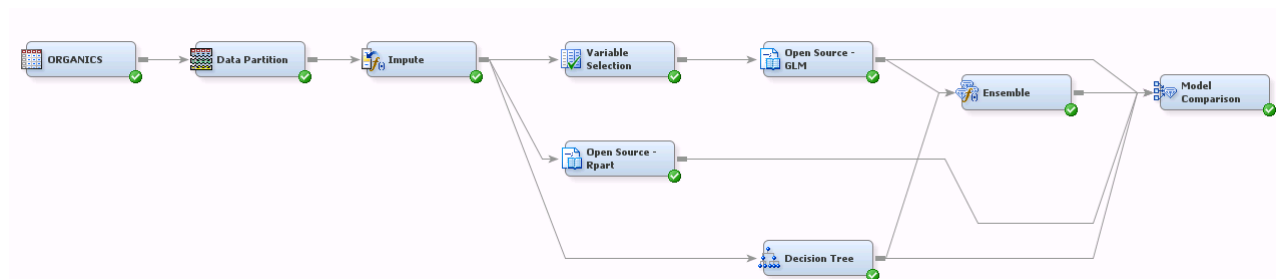 ORGANICS
Data Partition
Impute
Variable
Selection
Open Source -
GLM
Ensemble
Model
Comparison
Open Source -
Rpart
Decision Tree